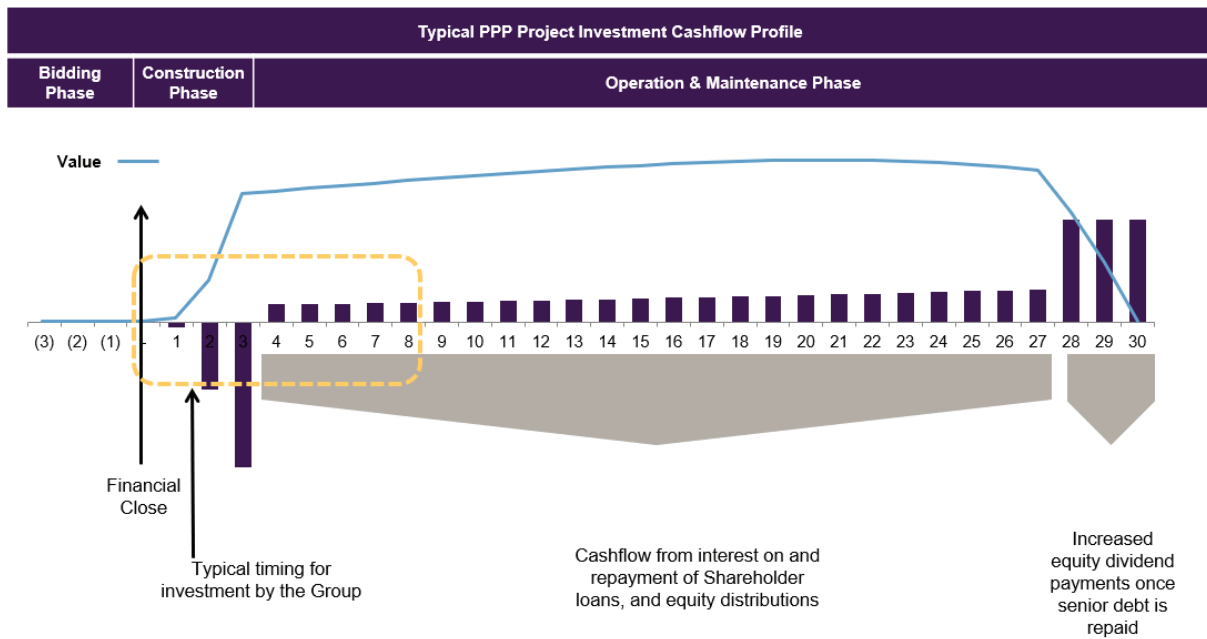 Typical PPP Project Investment Cashflow Profile
Bidding
Phase
Construction
Phase
Operation & Maintenance Phase
Value
(3) (2) (1) - 1 2 3 4 5 6 7 8 9 10 11 12 13 14 15 16 17 18 19 20 21 22 23 24 25 26 27 28 29 30
Financial
Close
Typical timing for
investment by the Group
Cashflow from interest on and
repayment of Shareholder
loans, and equity distributions
Increased
equity dividend
payments once
senior debt is
repaid